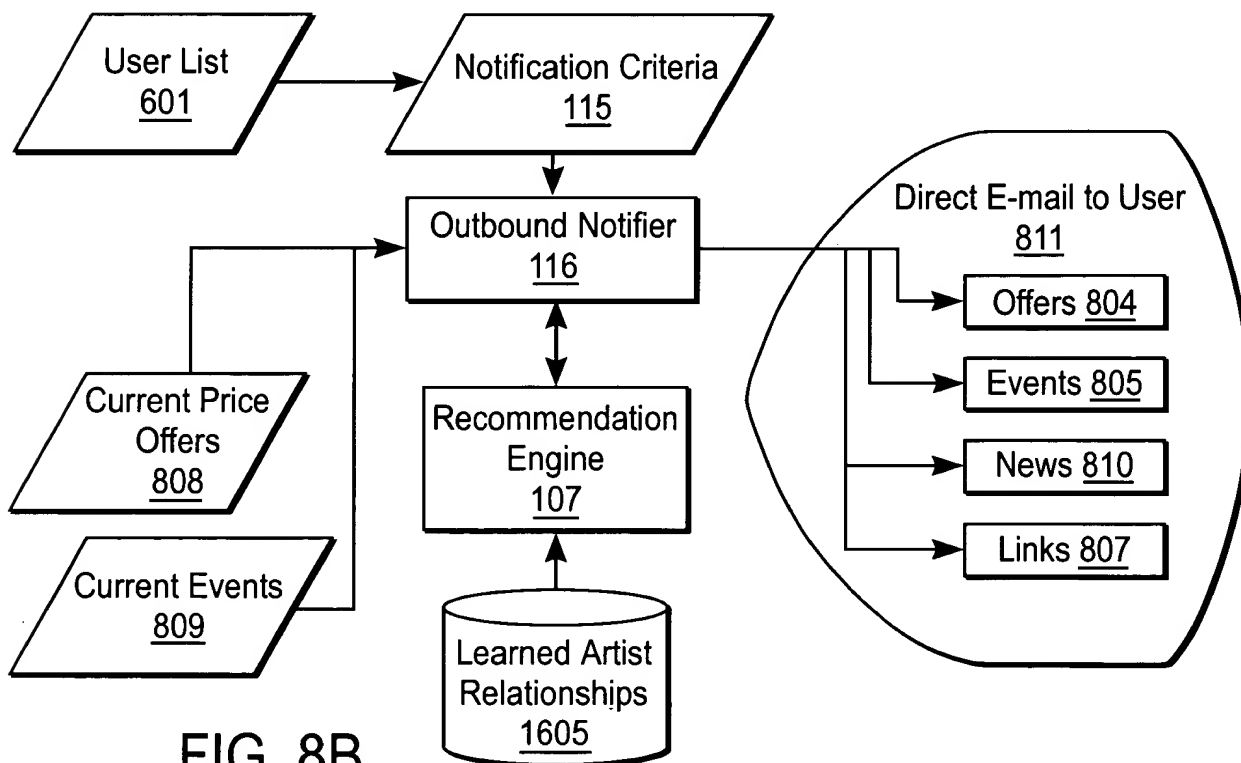 User List
601
Notification Criteria
115
Outbound Notifier
116
Direct E-mail to User
811
Offers 804
Events 805
News 810
Links 807
Current Price
Offers
808
Recommendation
Engine
107
Current Events
809
Learned Artist
Relationships
1605
FIG. 8B